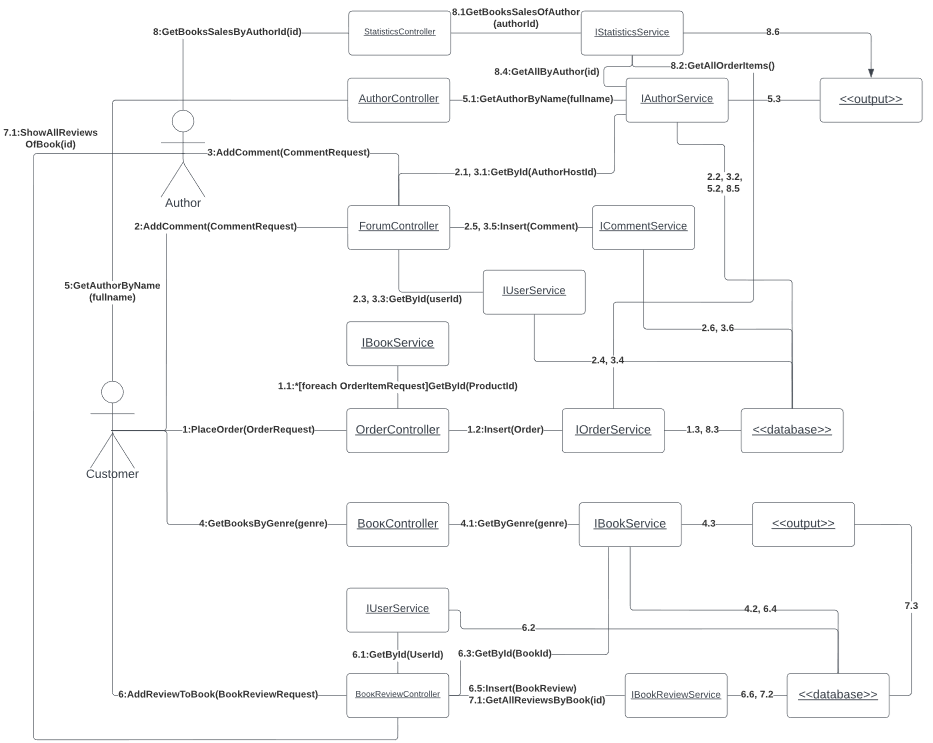 8.1GetBooksSalesOfAuthor
(authorId)
8:GetBooksSalesByAuthorId(id)
StatisticsController
IStatisticsService
8.6
8.4:GetAllByAuthor(id)
8.2:GetAllOrderItems()
AuthorController
5.1:GetAuthorByName(fullname)
IAuthorService
5.3
<<output>>
7.1:ShowAllReviews
OfBook(id)
3:AddComment(CommentRequest)
2.1, 3.1:GetById(AuthorHostId)
2.2, 3.2,
5.2, 8.5
Author
2:AddComment(CommentRequest)
ForumController
2.5, 3.5:Insert(Comment)
ICommentService
5:GetAuthorByName
(fullname)
2.3, 3.3:GetById(userId)
IUserService
2.6, 3.6
IBooкService
2.4, 3.4
1.1:*[foreach OrderItemRequest]GetById(ProductId)
1:PlaceOrder(OrderRequest)
OrderController
1.2:Insert(Order)
IOrderService
1.3, 8.3
<<database>>
Customer
4:GetBooksByGenre(genre)
BooкController
4.1:GetByGenre(genre)
IBookService
4.3
<<output>>
7.3
IUserService
4.2, 6.4
6.2
6.1:GetById(UserId)
6.3:GetById(BookId)
6:AddReviewToBook(BookReviewRequest)
BooкReviewController
6.5:Insert(BookReview)
7.1:GetAllReviewsByBook(id)
IBookReviewService
6.6, 7.2
<<database>>